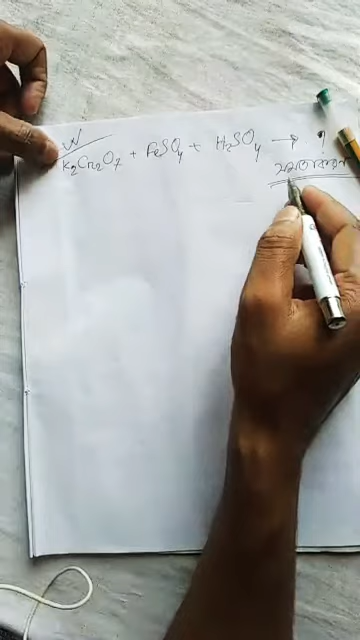 K₂Cr₂O₇ + FeSO₄ + H₂SO₄ → ?